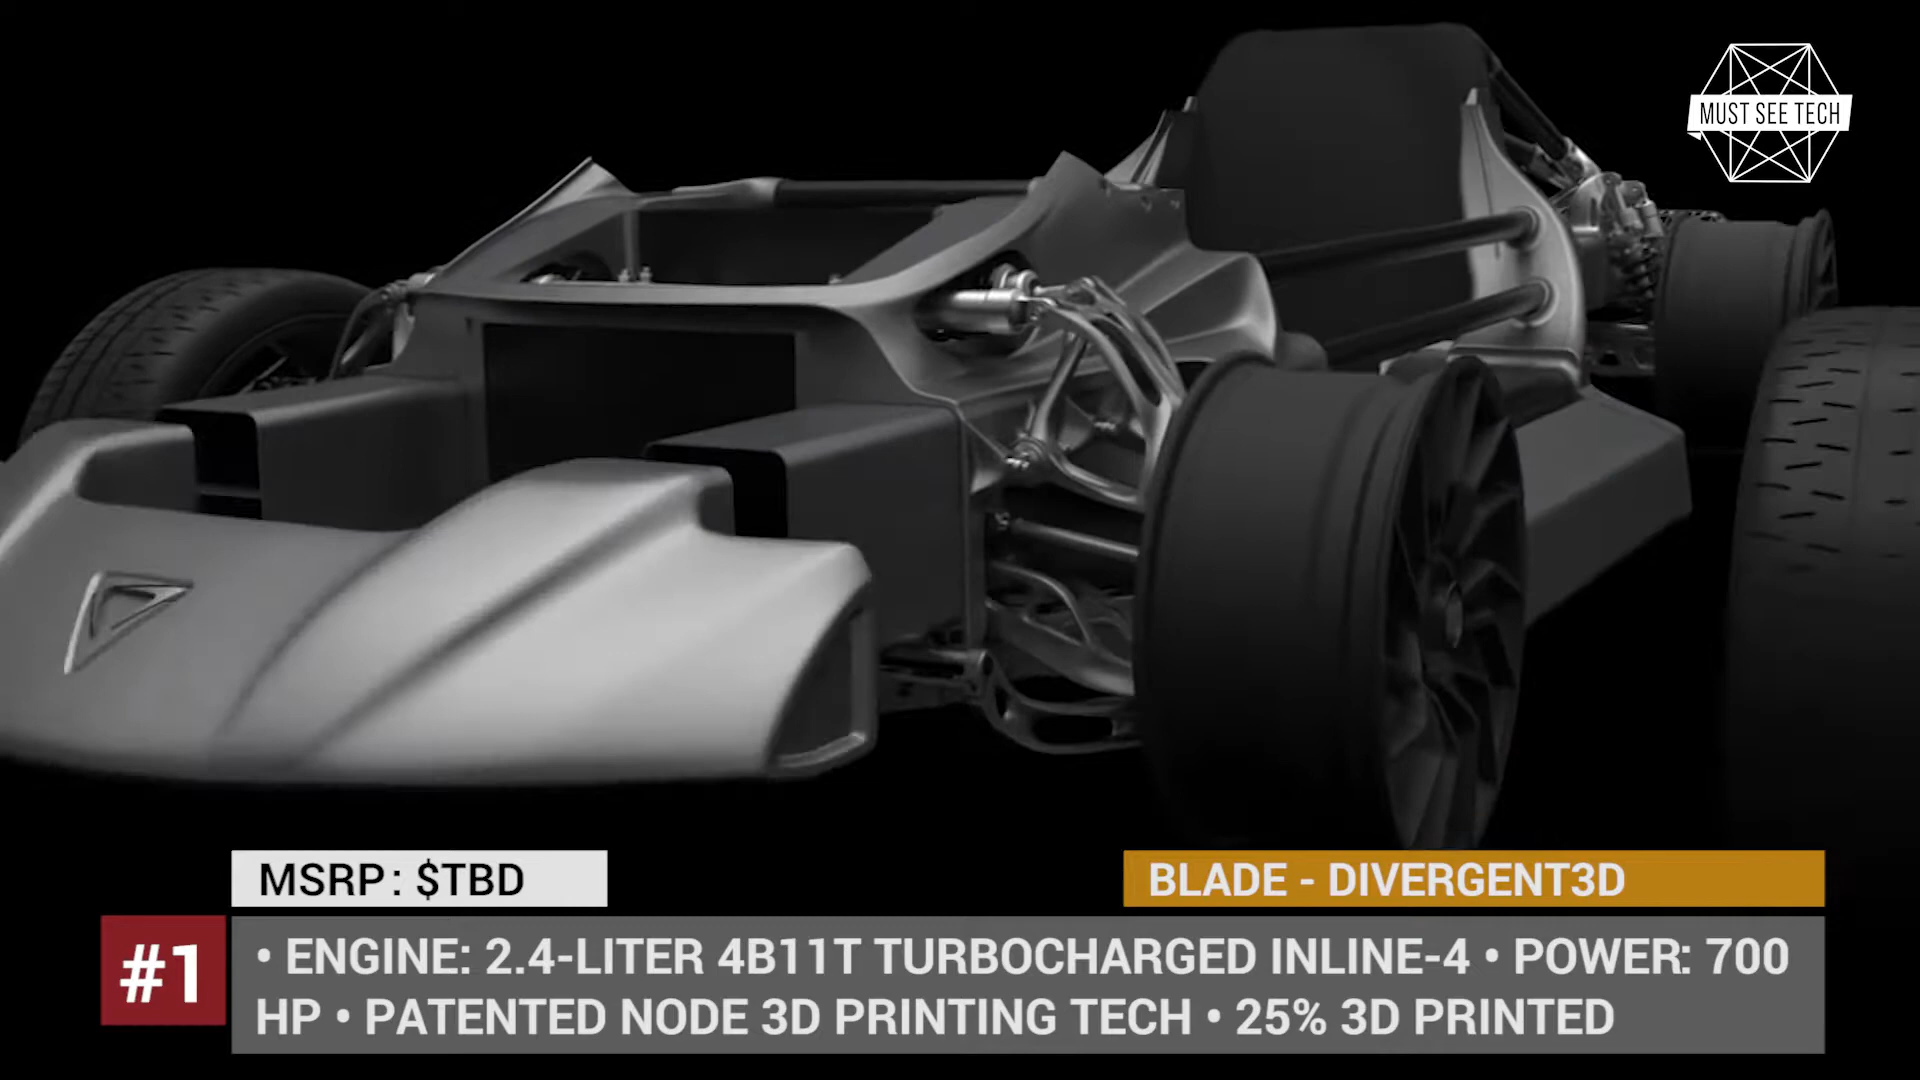 MUST SEE TECH
MSRP: $TBD
BLADE - DIVERGENT3D
#1
• ENGINE: 2.4-LITER 4B11T TURBOCHARGED INLINE-4 • POWER: 700
HP • PATENTED NODE 3D PRINTING TECH • 25% 3D PRINTED